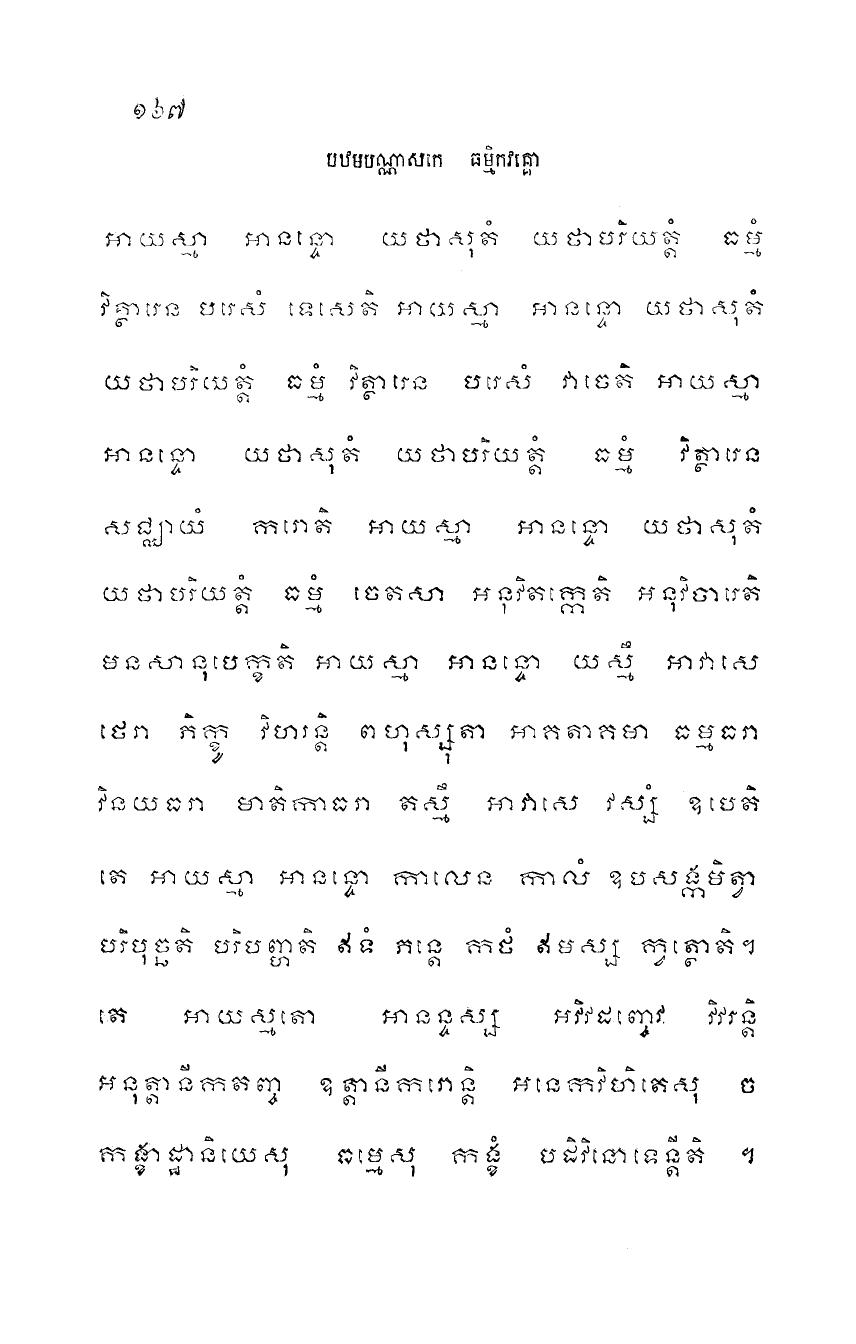 ១៦៧
បឋមបណ្ណាសកេ ធម្មិកវគ្គោ
អាយស្មា អានន្ទោ យថាសុតំ យថាបរិយត្តំ ធម្មំ
វិត្ថារេន បរេសំ ទេសេតិ អាយស្មា អានន្ទោ យថាសុតំ
យថាបរិយត្តំ ធម្មំ វិត្ថារេន បរេសំ វាចេតិ អាយស្មា
អានន្ទោ យថាសុតំ យថាបរិយត្តំ ធម្មំ វិត្ថារេន
សជ្ឈាយំ ករោតិ អាយស្មា អានន្ទោ យថាសុតំ
យថាបរិយត្តំ ធម្មំ ចេតសា អនុវិតក្កេតិ អនុវិចារេតិ
មនសានុបេក្ខតិ អាយស្មា អានន្ទោ យស្មឹ អាវាសេ
ថេរា ភិក្ខូ វិហរន្តិ ពហុស្សុតា អាគតាគមា ធម្មធរា
វិនយធរា មាតិកាធរា តស្មឹ អាវាសេ វស្សំ ឧបេតិ
តេ អាយស្មា អានន្ទោ កាលេន កាលំ ឧបសង្កមិត្វា
បរិបុច្ឆតិ បរិបញ្ហតិ ឥទំ ភន្តេ កថំ ឥមស្ស ក្វត្ថោតិ។
តេ អាយស្មតោ អានន្ទស្ស អវិវដញ្ចេវ វិវរន្តិ
អនុត្តានីកតញ្ច ឧត្តានីករោន្តិ អនេកវិហិតេសុ ច
កង្ខាដ្ឋានិយេសុ ធម្មេសុ កង្ខំ បដិវិនោទេន្តីតិ ។